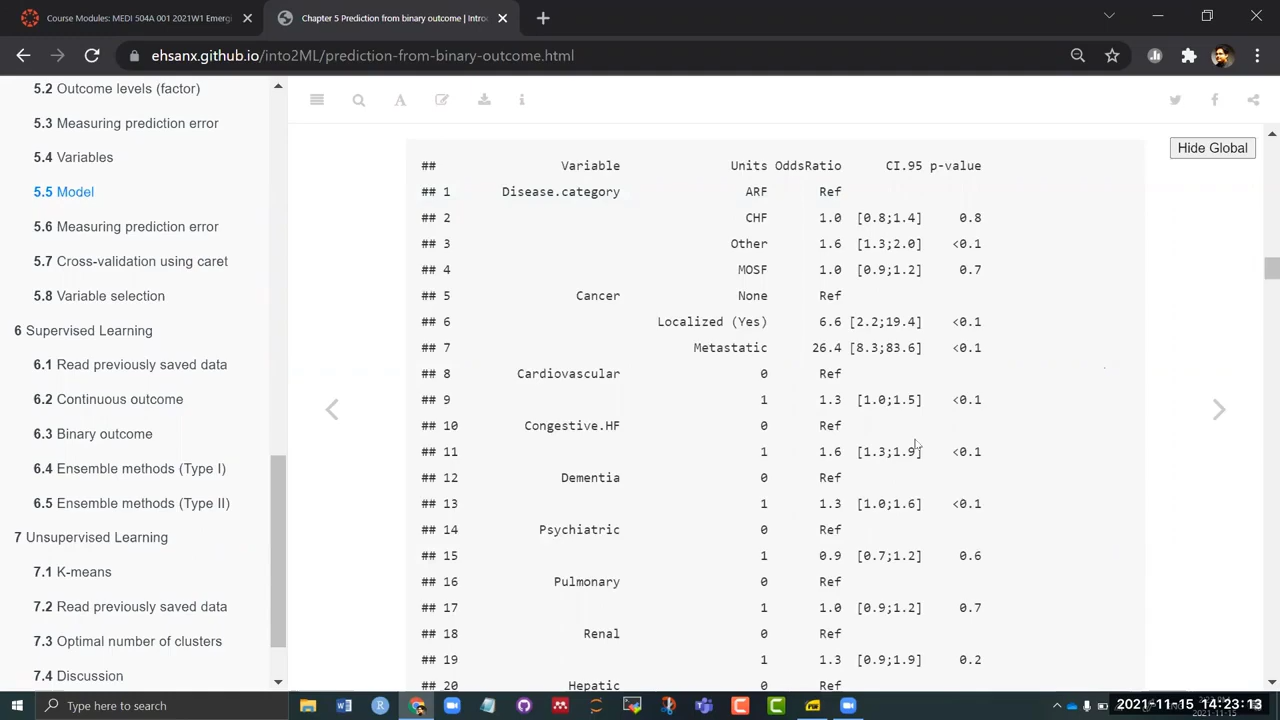 Course Modules: MEDI 504A 001 2021W1 Emerg
Chapter 5 Prediction from binary outcome | Intro
ehsanx.github.io/into2ML/prediction-from-binary-outcome.html
5.2 Outcome levels (factor)
5.3 Measuring prediction error
5.4 Variables
5.5 Model
5.6 Measuring prediction error
5.7 Cross-validation using caret
5.8 Variable selection
6 Supervised Learning
6.1 Read previously saved data
6.2 Continuous outcome
6.3 Binary outcome
6.4 Ensemble methods (Type I)
6.5 Ensemble methods (Type II)
7 Unsupervised Learning
7.1 K-means
7.2 Read previously saved data
7.3 Optimal number of clusters
7.4 Discussion
Hide Global
## Variable Units OddsRatio CI.95 p-value
## 1 Disease.category ARF Ref
## 2 CHF 1.0 [0.8;1.4] 0.8
## 3 Other 1.6 [1.3;2.0] <0.1
## 4 MOSF 1.0 [0.9;1.2] 0.7
## 5 Cancer None Ref
## 6 Localized (Yes) 6.6 [2.2;19.4] <0.1
## 7 Metastatic 26.4 [8.3;83.6] <0.1
## 8 Cardiovascular 0 Ref
## 9 1 1.3 [1.0;1.5] <0.1
## 10 Congestive.HF 0 Ref
## 11 1 1.6 [1.3;1.9] <0.1
## 12 Dementia 0 Ref
## 13 1 1.3 [1.0;1.6] <0.1
## 14 Psychiatric 0 Ref
## 15 1 0.9 [0.7;1.2] 0.6
## 16 Pulmonary 0 Ref
## 17 1 1.0 [0.9;1.2] 0.7
## 18 Renal 0 Ref
## 19 1 1.3 [0.9;1.9] 0.2
## 20 Hepatic 0 Ref
Type here to search
2021-11-15 14:23:13